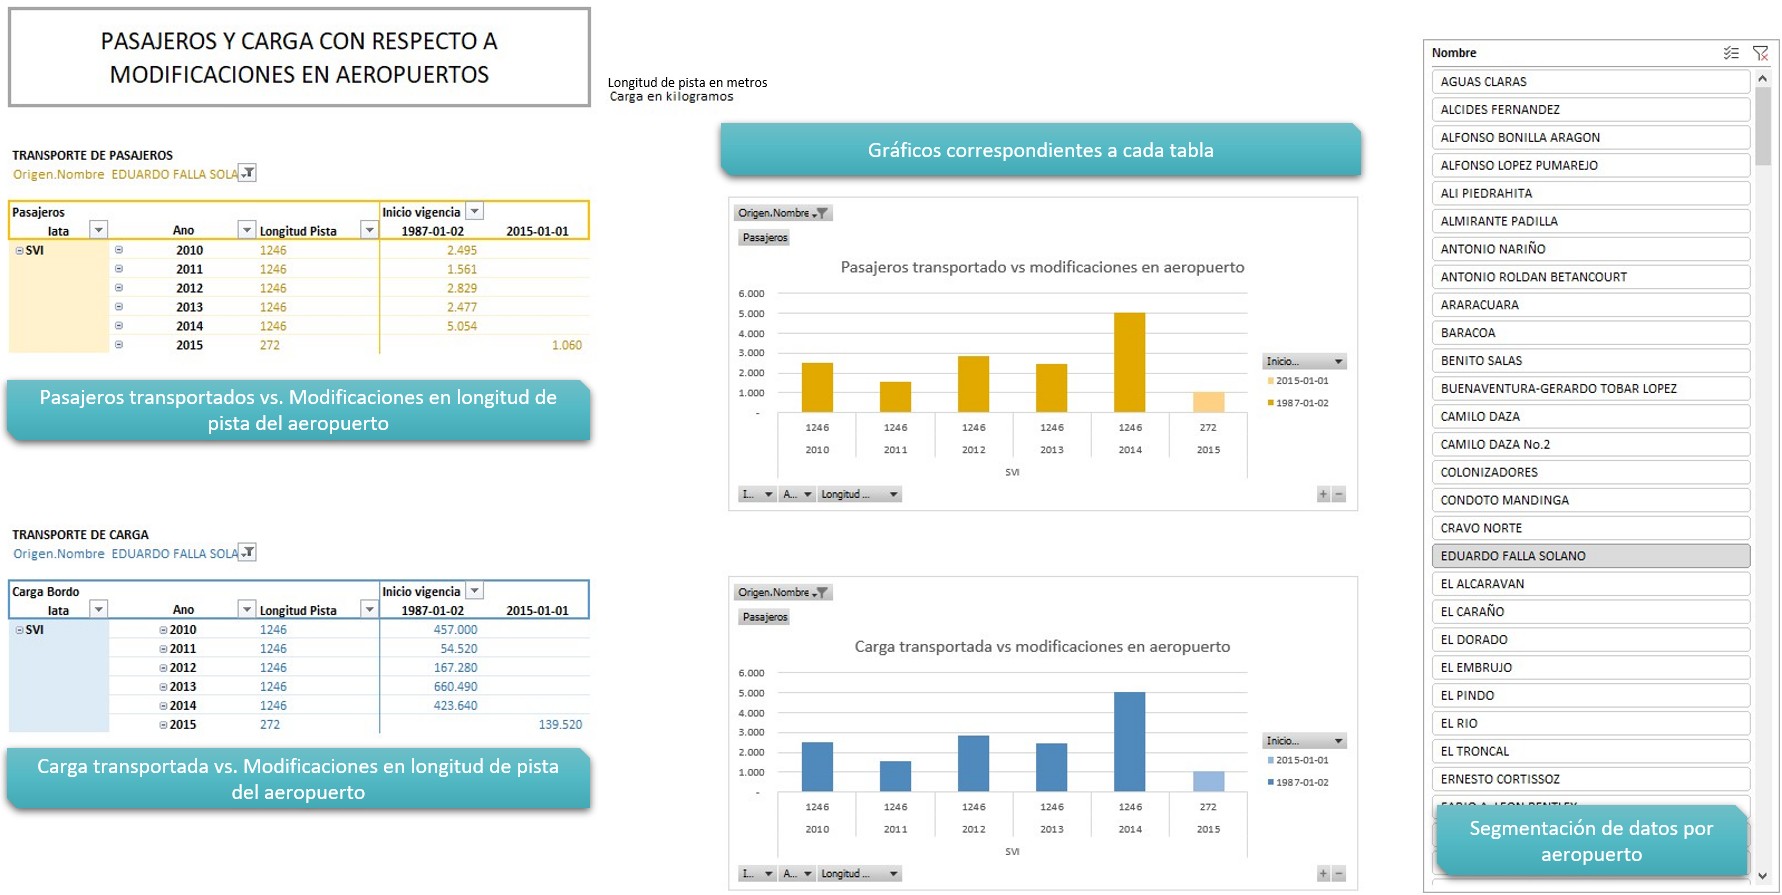 PASAJEROS Y CARGA CON RESPECTO A
MODIFICACIONES EN AEROPUERTOS
Longitud de pista en metros
Carga en kilogramos
TRANSPORTE DE PASAJEROS
Origen.Nombre EDUARDO FALLA SOLA
Pasajeros Inicio vigencia
Iata Ano Longitud Pista 1987-01-02 2015-01-01
SVI 2010 1246 2.495
2011 1246 1.561
2012 1246 2.829
2013 1246 2.477
2014 1246 5.054
2015 272 1.060
Pasajeros transportados vs. Modificaciones en longitud de
pista del aeropuerto
TRANSPORTE DE CARGA
Origen.Nombre EDUARDO FALLA SOLA
Carga Bordo Inicio vigencia
Iata Ano Longitud Pista 1987-01-02 2015-01-01
SVI 2010 1246 457.000
2011 1246 54.520
2012 1246 167.280
2013 1246 660.490
2014 1246 423.640
2015 272 139.520
Carga transportada vs. Modificaciones en longitud de pista
del aeropuerto
Gráficos correspondientes a cada tabla
Origen.Nombre
Pasajeros
Pasajeros transportado vs modificaciones en aeropuerto
6.000
5.000
4.000
3.000
2.000
1.000
-
Inicio...
2015-01-01
1987-01-02
1246 1246 1246 1246 1246 272
2010 2011 2012 2013 2014 2015
SVI
I... A... Longitud ... + −
Origen.Nombre
Pasajeros
Carga transportada vs modificaciones en aeropuerto
6.000
5.000
4.000
3.000
2.000
1.000
-
Inicio...
2015-01-01
1987-01-02
1246 1246 1246 1246 1246 272
2010 2011 2012 2013 2014 2015
SVI
I... A... Longitud ... + −
Nombre
AGUAS CLARAS
ALCIDES FERNANDEZ
ALFONSO BONILLA ARAGON
ALFONSO LOPEZ PUMAREJO
ALI PIEDRAHITA
ALMIRANTE PADILLA
ANTONIO NARIÑO
ANTONIO ROLDAN BETANCOURT
ARARACUARA
BARACOA
BENITO SALAS
BUENAVENTURA-GERARDO TOBAR LOPEZ
CAMILO DAZA
CAMILO DAZA No.2
COLONIZADORES
CONDOTO MANDINGA
CRAVO NORTE
EDUARDO FALLA SOLANO
EL ALCARAVAN
EL CARAÑO
EL DORADO
EL EMBRUJO
EL PINDO
EL RIO
EL TRONCAL
ERNESTO CORTISSOZ
FABIO A. LEON BENTLEY
Segmentación de datos por
aeropuerto